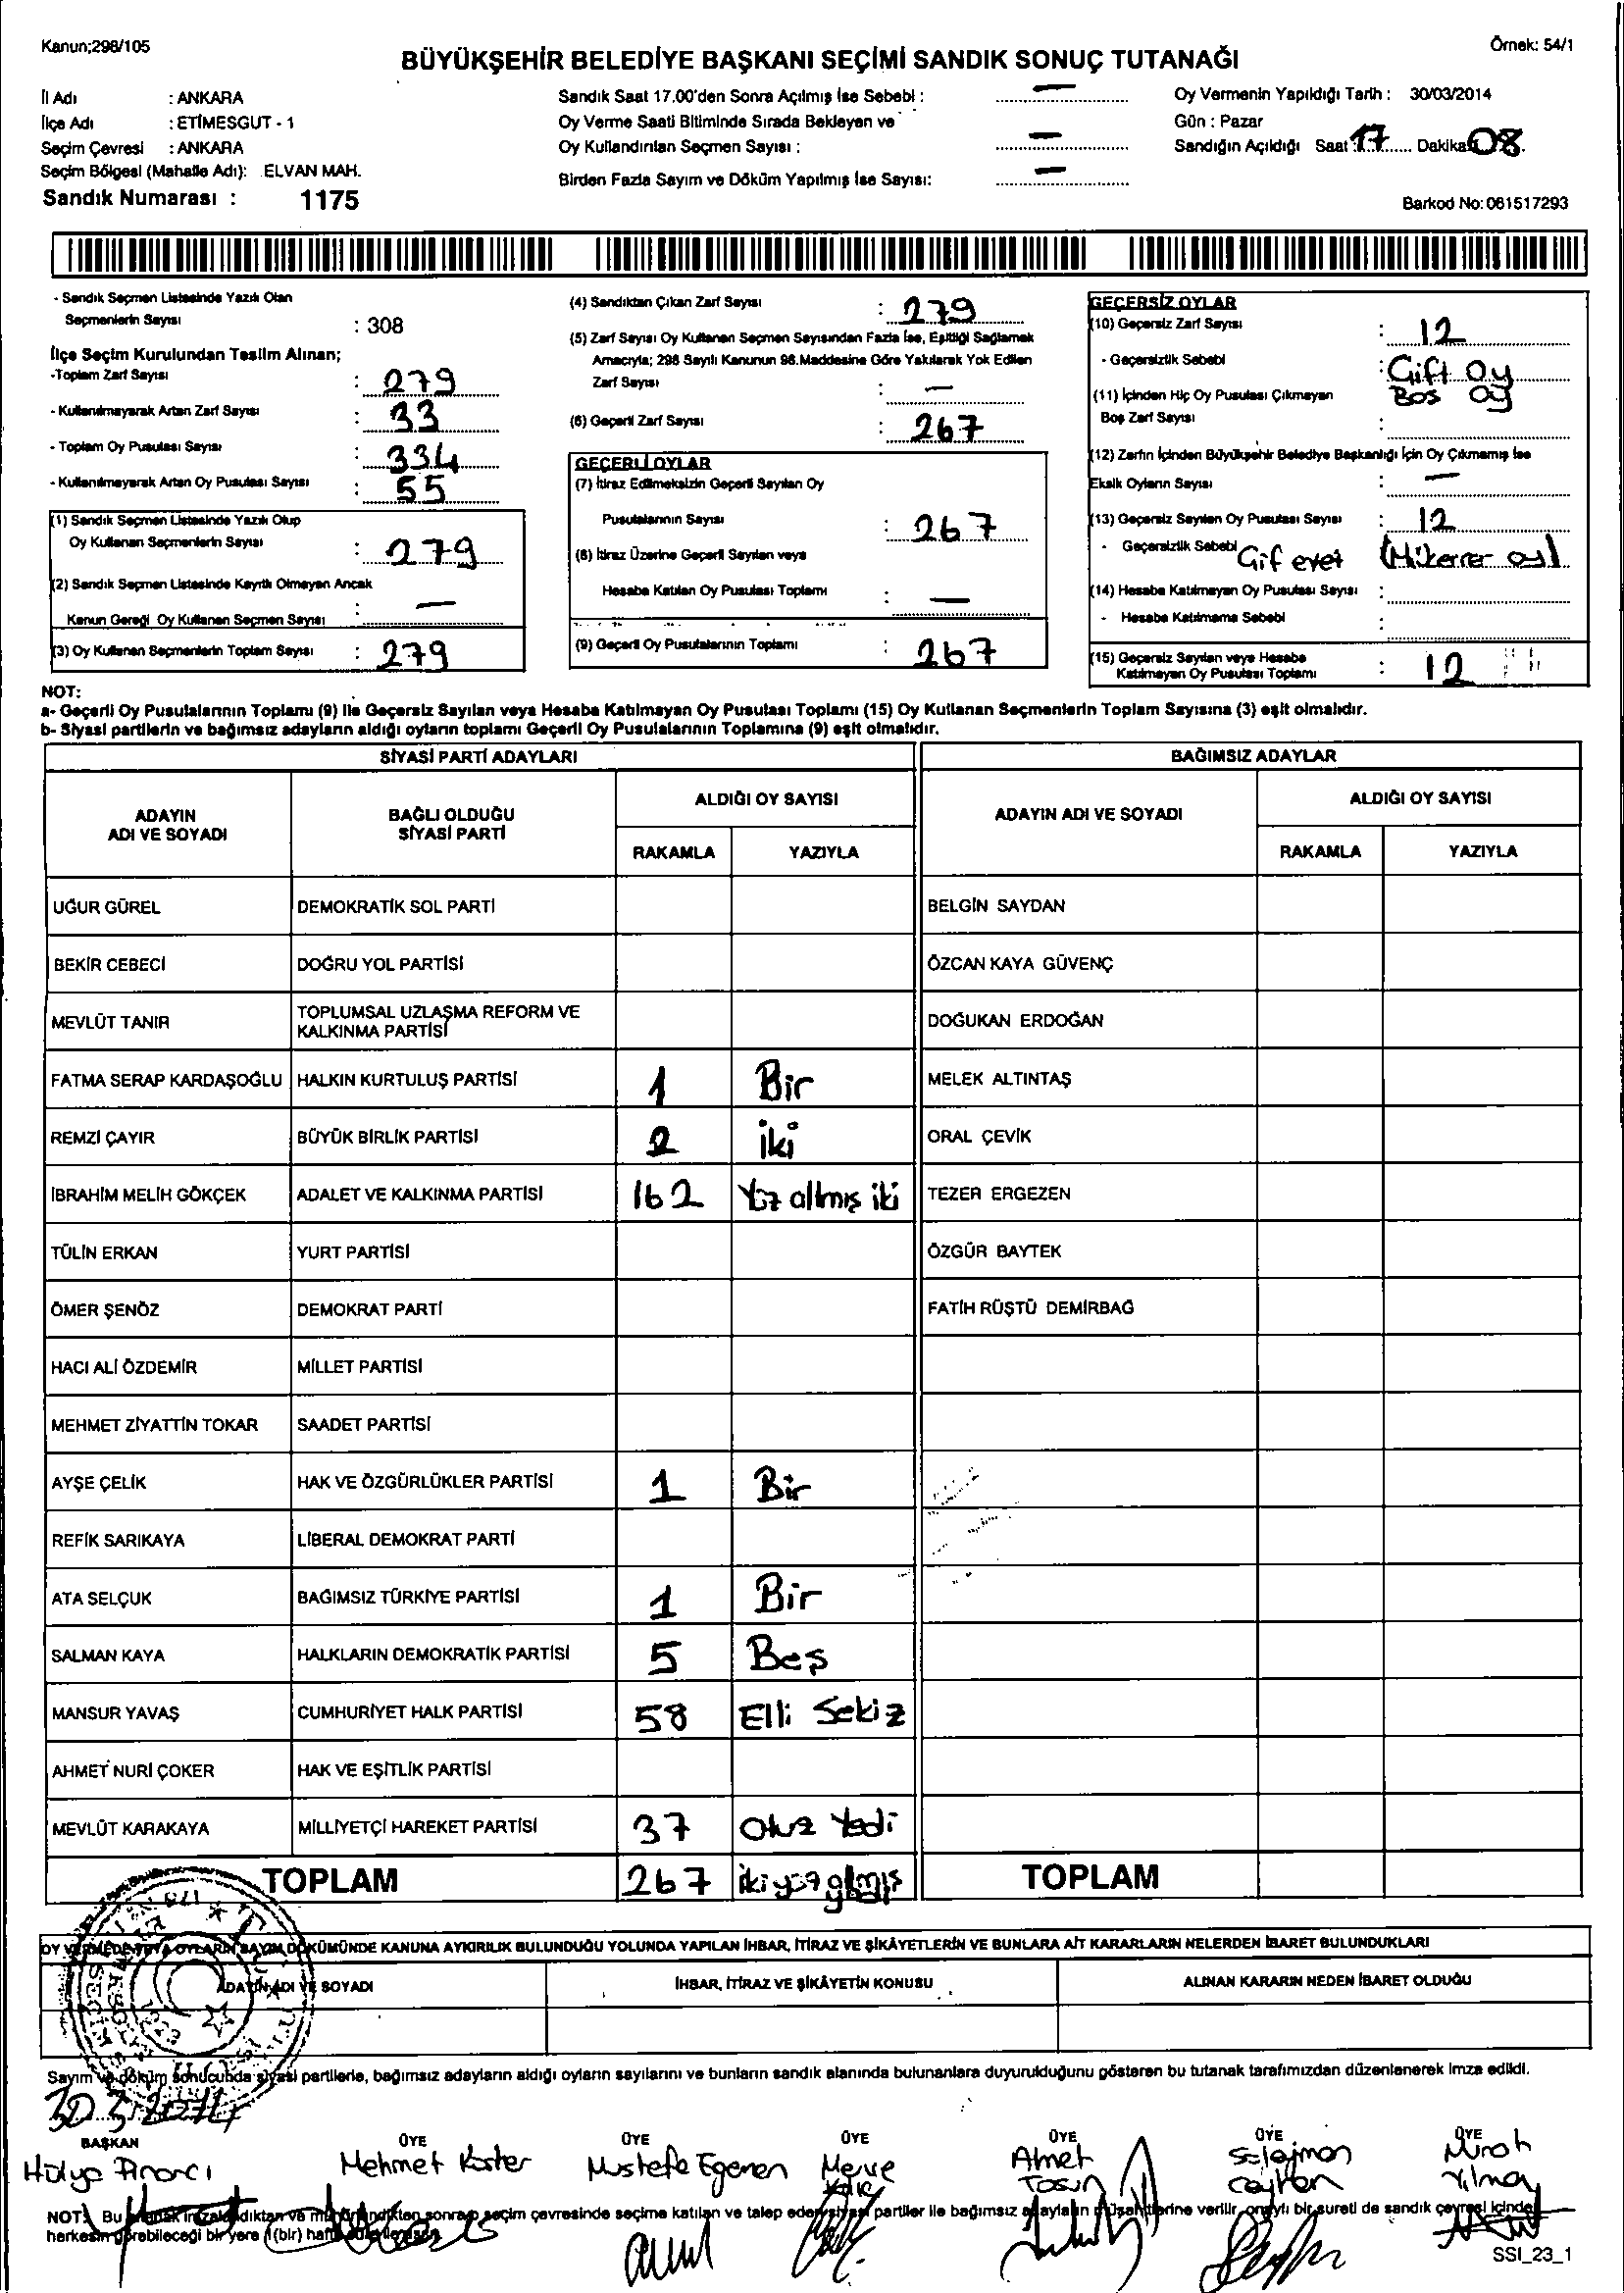 Kanun;298/105
Örnek: 54/1
BÜYÜKŞEHİR BELEDİYE BAŞKANI SEÇİMİ SANDIK SONUÇ TUTANAĞI
İl Adı : ANKARA
İlçe Adı : ETİMESGUT - 1
Seçim Çevresi : ANKARA
Seçim Bölgesi (Mahalle Adı): ELVAN MAH.
Sandık Numarası : 1175
Sandık Saat 17.00'den Sonra Açılmış İse Sebebi : —
Oy Verme Saati Bitiminde Sırada Bekleyen ve
Oy Kullandırılan Seçmen Sayısı : —
Birden Fazla Sayım ve Döküm Yapılmış İse Sayısı: —
Oy Vermenin Yapıldığı Tarih : 30/03/2014
Gün : Pazar
Sandığın Açıldığı Saat :17 Dakika: 08
Barkod No: 061517293
- Sandık Seçmen Listesinde Yazılı Olan
Seçmenlerin Sayısı : 308
İlçe Seçim Kurulundan Teslim Alınan;
-Toplam Zarf Sayısı : 279
- Kullanılmayarak Artan Zarf Sayısı : 33
- Toplam Oy Pusulası Sayısı : 334
- Kullanılmayarak Artan Oy Pusulası Sayısı : 55
(1) Sandık Seçmen Listesinde Yazılı Olup
Oy Kullanan Seçmenlerin Sayısı : 279
(2) Sandık Seçmen Listesinde Kayıtlı Olmayan Ancak
Kanun Gereği Oy Kullanan Seçmen Sayısı : —
(3) Oy Kullanan Seçmenlerin Toplam Sayısı : 279
(4) Sandıktan Çıkan Zarf Sayısı : 279
(5) Zarf Sayısı Oy Kullanan Seçmen Sayısından Fazla İse, Eşitliği Sağlamak
Amacıyla; 298 Sayılı Kanunun 98.Maddesine Göre Yakılarak Yok Edilen
Zarf Sayısı : —
(6) Geçerli Zarf Sayısı : 267
GEÇERLİ OYLAR
(7) İtiraz Edilmeksizin Geçerli Sayılan Oy
Pusulalarının Sayısı : 267
(8) İtiraz Üzerine Geçerli Sayılan veya
Hesaba Katılan Oy Pusulası Toplamı : —
(9) Geçerli Oy Pusulalarının Toplamı : 267
GEÇERSİZ OYLAR
(10) Geçersiz Zarf Sayısı : 12
- Geçersizlik Sebebi : Çift Oy
(11) İçinden Hiç Oy Pusulası Çıkmayan Bos Oy
Boş Zarf Sayısı :
(12) Zarfın İçinden Büyükşehir Belediye Başkanlığı İçin Oy Çıkmamış İse
Eksik Oyların Sayısı : —
(13) Geçersiz Sayılan Oy Pusulası Sayısı : 12
- Geçersizlik Sebebi Çif evet (Mükerrer oy)
(14) Hesaba Katılmayan Oy Pusulası Sayısı :
- Hesaba Katılmama Sebebi :
(15) Geçersiz Sayılan veya Hesaba
Katılmayan Oy Pusulası Toplamı : 12
NOT:
a- Geçerli Oy Pusulalarının Toplamı (9) ile Geçersiz Sayılan veya Hesaba Katılmayan Oy Pusulası Toplamı (15) Oy Kullanan Seçmenlerin Toplam Sayısına (3) eşit olmalıdır.
b- Siyasi partilerin ve bağımsız adayların aldığı oyların toplamı Geçerli Oy Pusulalarının Toplamına (9) eşit olmalıdır.
SİYASİ PARTİ ADAYLARI BAĞIMSIZ ADAYLAR
ADAYIN ADI VE SOYADI BAĞLI OLDUĞU SİYASİ PARTİ ALDIĞI OY SAYISI ADAYIN ADI VE SOYADI ALDIĞI OY SAYISI
RAKAMLA YAZIYLA RAKAMLA YAZIYLA
UĞUR GÜREL DEMOKRATİK SOL PARTİ BELGİN SAYDAN
BEKİR CEBECİ DOĞRU YOL PARTİSİ ÖZCAN KAYA GÜVENÇ
MEVLÜT TANIR TOPLUMSAL UZLAŞMA REFORM VE KALKINMA PARTİSİ DOĞUKAN ERDOĞAN
FATMA SERAP KARDAŞOĞLU HALKIN KURTULUŞ PARTİSİ 1 Bir MELEK ALTINTAŞ
REMZİ ÇAYIR BÜYÜK BİRLİK PARTİSİ 2 iki ORAL ÇEVİK
İBRAHİM MELİH GÖKÇEK ADALET VE KALKINMA PARTİSİ 162 Yüz altmış iki TEZER ERGEZEN
TÜLİN ERKAN YURT PARTİSİ ÖZGÜR BAYTEK
ÖMER ŞENÖZ DEMOKRAT PARTİ FATİH RÜŞTÜ DEMİRBAĞ
HACI ALİ ÖZDEMİR MİLLET PARTİSİ
MEHMET ZİYATTİN TOKAR SAADET PARTİSİ
AYŞE ÇELİK HAK VE ÖZGÜRLÜKLER PARTİSİ 1 Bir
REFİK SARIKAYA LİBERAL DEMOKRAT PARTİ
ATA SELÇUK BAĞIMSIZ TÜRKİYE PARTİSİ 1 Bir
SALMAN KAYA HALKLARIN DEMOKRATİK PARTİSİ 5 Beş
MANSUR YAVAŞ CUMHURİYET HALK PARTİSİ 58 Elli Sekiz
AHMET NURİ ÇOKER HAK VE EŞİTLİK PARTİSİ
MEVLÜT KARAKAYA MİLLİYETÇİ HAREKET PARTİSİ 37 Otuz Yedi
TOPLAM 267 ikiyüz altmış yedi TOPLAM
OY VERMEDE VEYA OYLARIN SAYIM DÖKÜMÜNDE KANUNA AYKIRILIK BULUNDUĞU YOLUNDA YAPILAN İHBAR, İTİRAZ VE ŞİKÂYETLERİN VE BUNLARA AİT KARARLARIN NELERDEN İBARET BULUNDUKLARI
ADAYIN ADI VE SOYADI İHBAR, İTİRAZ VE ŞİKÂYETİN KONUSU ALINAN KARARIN NEDEN İBARET OLDUĞU
Sayım ve döküm sonucunda siyasi partilerle, bağımsız adayların aldığı oyların sayılarını ve bunların sandık alanında bulunanlara duyurulduğunu gösteren bu tutanak tarafımızdan düzenlenerek imza edildi.
30.3.2014
BAŞKAN ÜYE ÜYE ÜYE ÜYE ÜYE ÜYE
Hülya Pınarcı Mehmet Mustafa Egemen Merve Ahmet Tosun Süleyman Ceyhan Murat Yılmaz
NOT: Bu tutanak imzalandıktan ve mühürlendikten sonra seçim çevresinde seçime katılan ve talep eden siyasi partiler ile bağımsız adayların müşahitlerine verilir, onaylı bir sureti de sandık çevresi içinde
herkesin görebileceği bir yere 1(bir) hafta
SSI_23_1